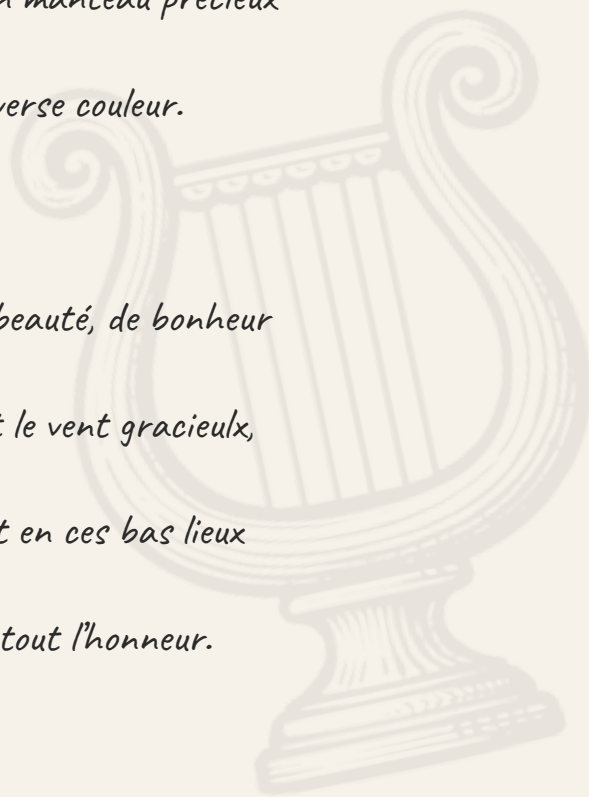 manteau précieux
verse couleur.
beauté, de bonheur
t le vent gracieulx,
t en ces bas lieux
tout l'honneur.